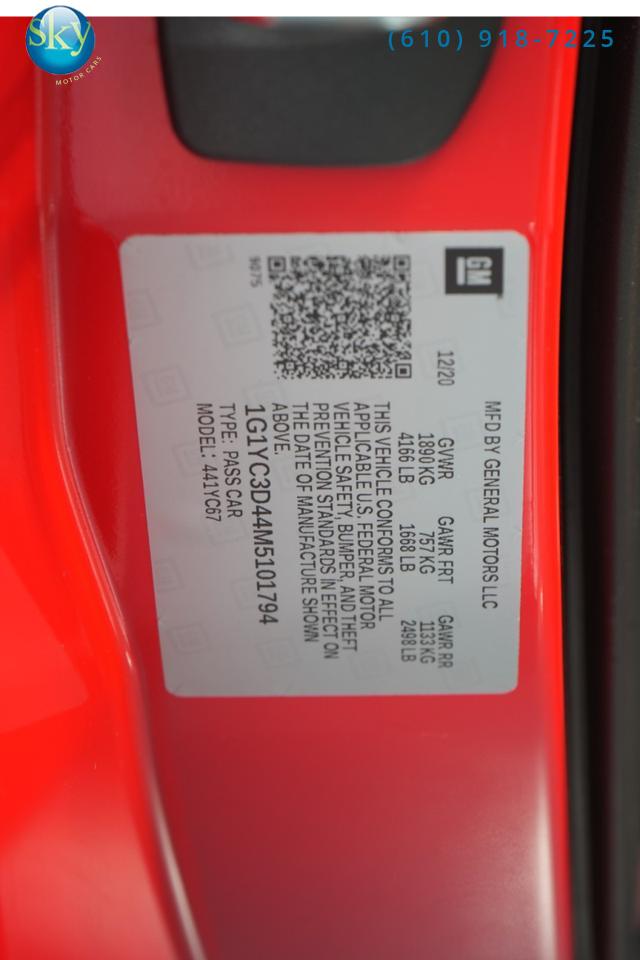 Sky
MOTOR CARS
(610) 918-7225
GM
MFD BY GENERAL MOTORS LLC
12/20 GVWR GAWR FRT GAWR RR
1890 KG 757 KG 1133 KG
4166 LB 1668 LB 2498 LB
THIS VEHICLE CONFORMS TO ALL
APPLICABLE U.S. FEDERAL MOTOR
VEHICLE SAFETY, BUMPER, AND THEFT
PREVENTION STANDARDS IN EFFECT ON
THE DATE OF MANUFACTURE SHOWN
ABOVE.
9075
1G1YC3D44M5101794
TYPE: PASS CAR
MODEL: 441YC67